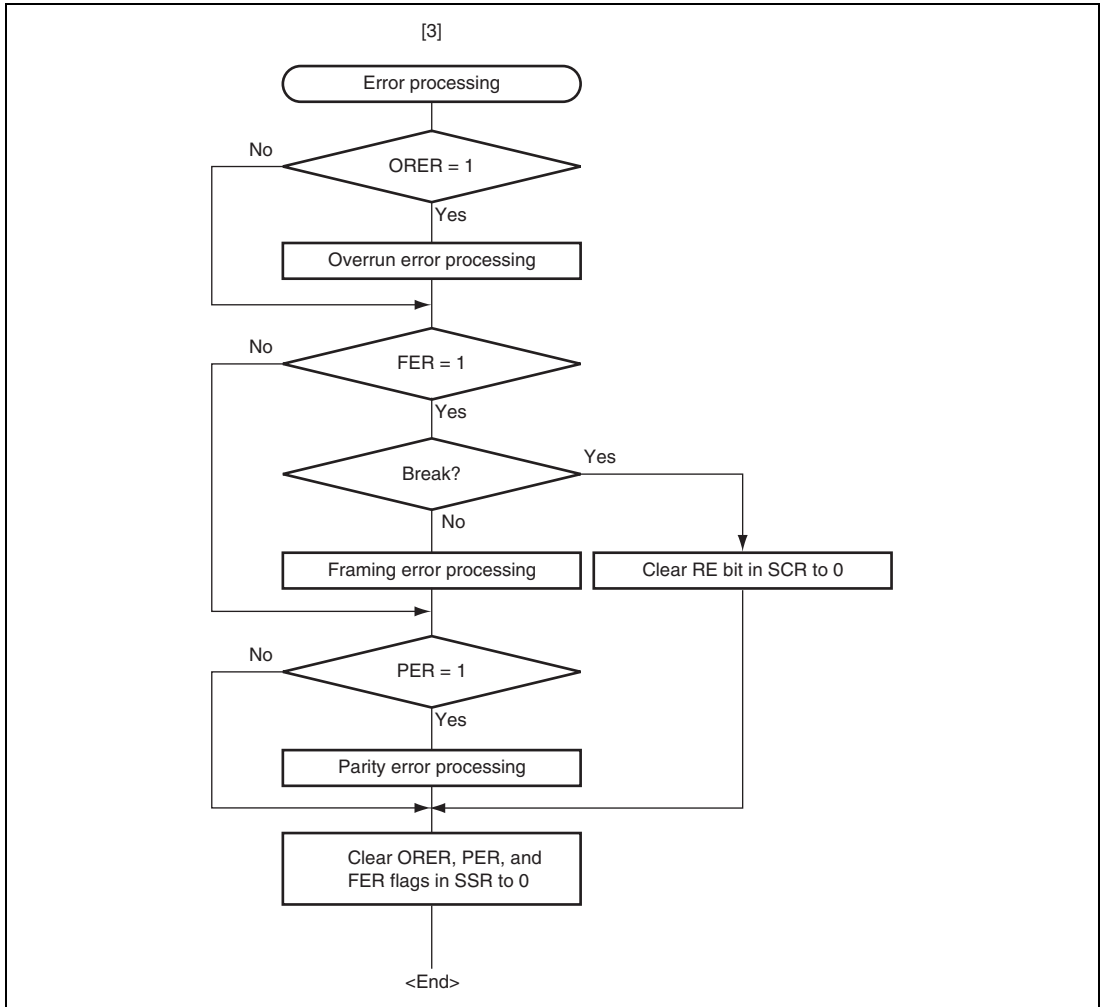 [3]
Error processing
No
ORER = 1
Yes
Overrun error processing
No
FER = 1
Yes
Break?
Yes
No
Framing error processing
Clear RE bit in SCR to 0
No
PER = 1
Yes
Parity error processing
Clear ORER, PER, and
FER flags in SSR to 0
<End>